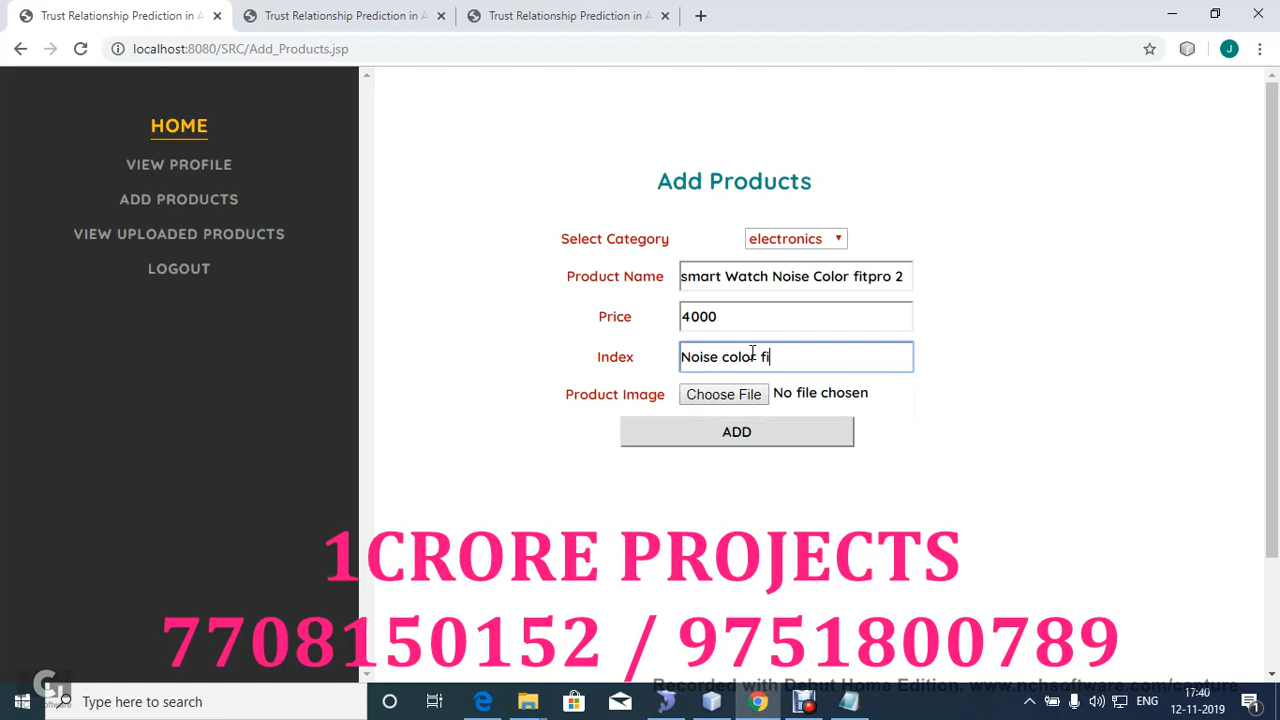 Trust Relationship Prediction in A
Trust Relationship Prediction in A
Trust Relationship Prediction in A
localhost:8080/SRC/Add_Products.jsp
J
HOME
VIEW PROFILE
ADD PRODUCTS
VIEW UPLOADED PRODUCTS
LOGOUT
Add Products
Select Category electronics
Product Name smart Watch Noise Color fitpro 2
Price 4000
Index Noise color fi
Product Image Choose File No file chosen
ADD
1CRORE PROJECTS
7708150152 / 9751800789
Recorded with Debut Home Edition, www.nchsoftware.com/capture
Type here to search
ENG
17:40
12-11-2019